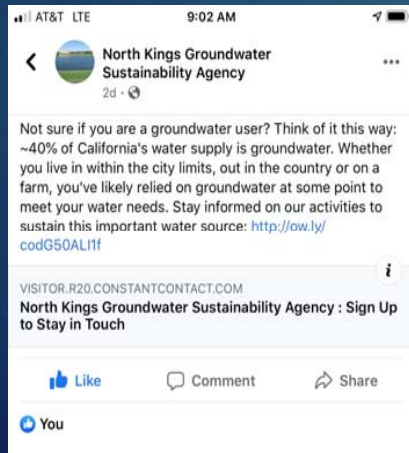 AT&T LTE 9:02 AM
North Kings Groundwater
Sustainability Agency
2d ·
Not sure if you are a groundwater user? Think of it this way:
~40% of California's water supply is groundwater. Whether
you live in within the city limits, out in the country or on a
farm, you've likely relied on groundwater at some point to
meet your water needs. Stay informed on our activities to
sustain this important water source: http://ow.ly/
codG50ALI1f
i
VISITOR.R20.CONSTANTCONTACT.COM
North Kings Groundwater Sustainability Agency : Sign Up
to Stay in Touch
Like Comment Share
You